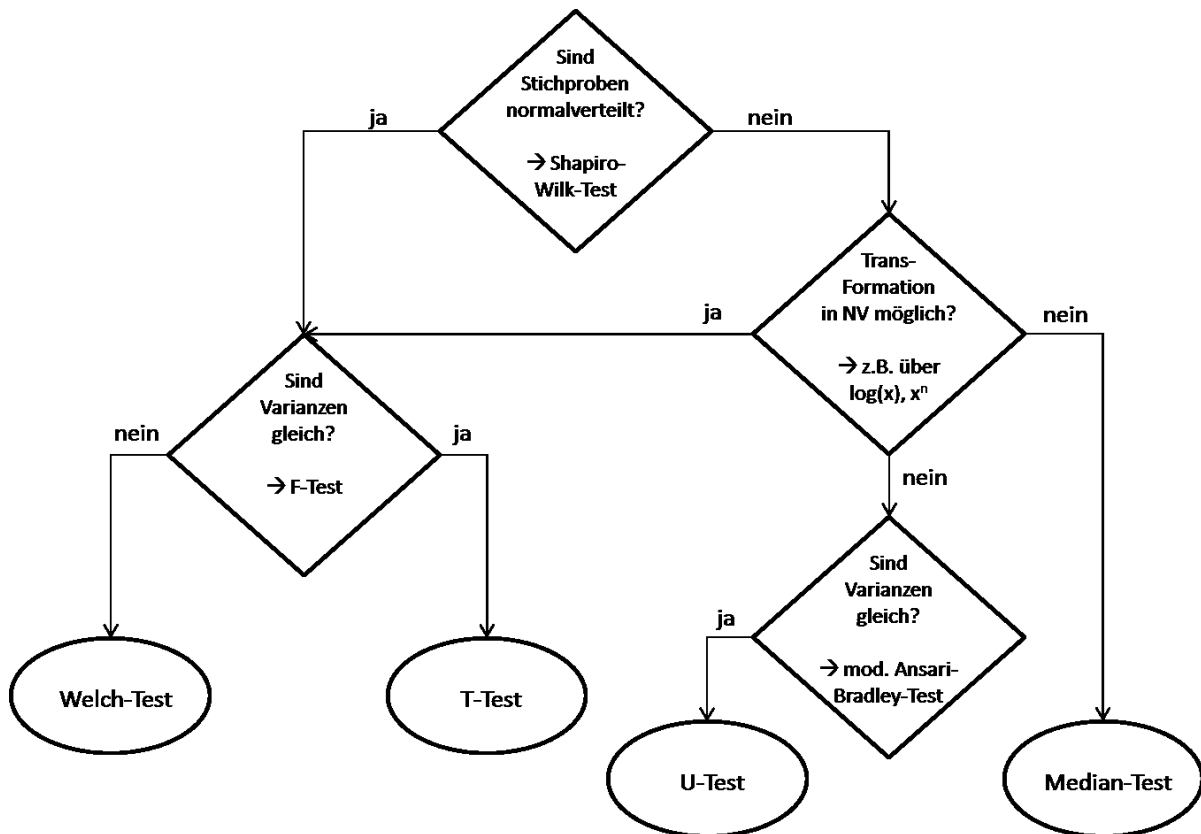 Sind
Stichproben
normalverteilt?
→ Shapiro-
Wilk-Test
ja
nein
Trans-
Formation
in NV möglich?
→ z.B. über
log(x), xⁿ
ja
nein
nein
Sind
Varianzen
gleich?
→ F-Test
nein
ja
Sind
Varianzen
gleich?
→ mod. Ansari-
Bradley-Test
ja
Welch-Test
T-Test
U-Test
Median-Test